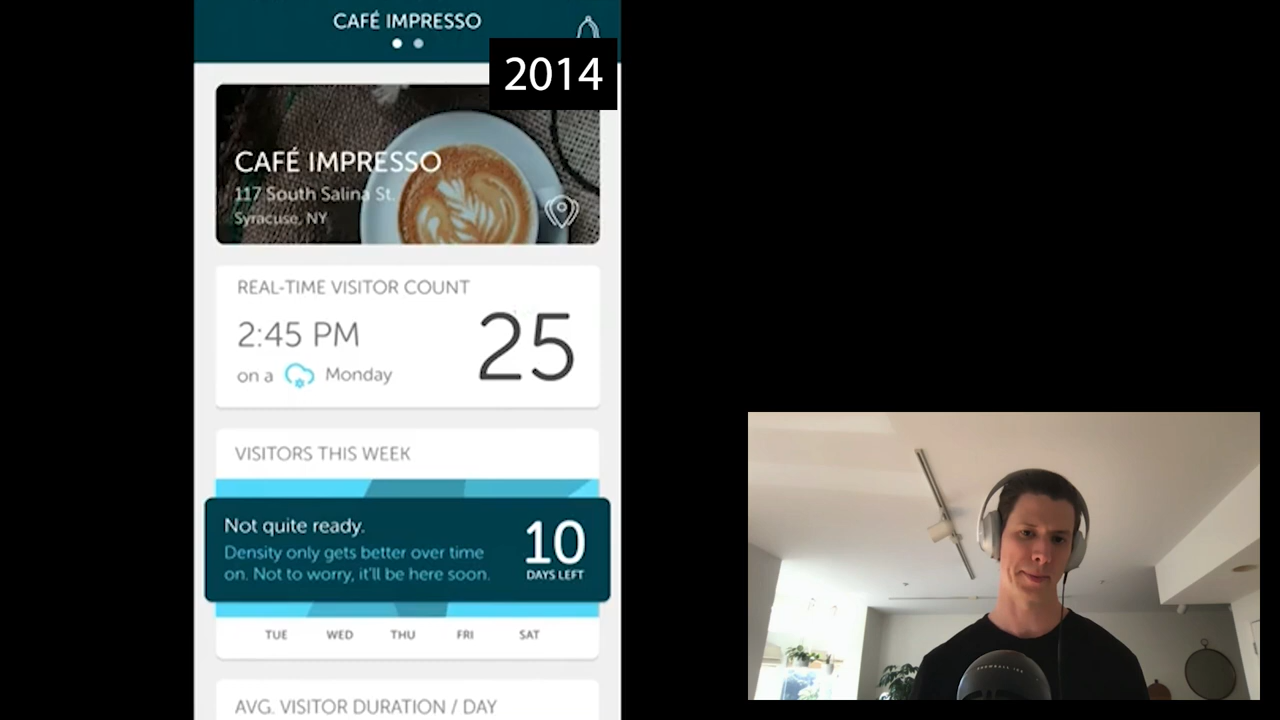 CAFÉ IMPRESSO
2014
CAFÉ IMPRESSO
117 South Salina St.
Syracuse, NY
REAL-TIME VISITOR COUNT
2:45 PM
25
on a Monday
VISITORS THIS WEEK
Not quite ready.
Density only gets better over time
on. Not to worry, it'll be here soon.
10
DAYS LEFT
TUE WED THU FRI SAT
AVG. VISITOR DURATION / DAY